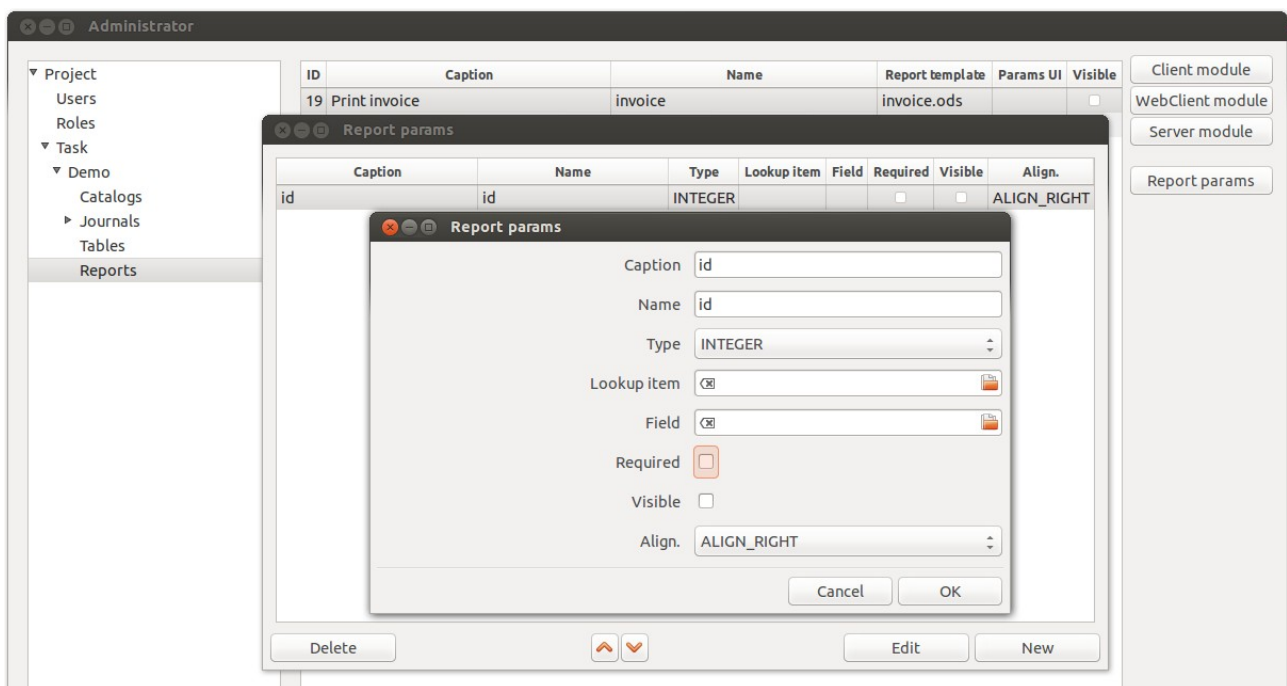 Administrator
Project
Users
Roles
Task
Demo
Catalogs
Journals
Tables
Reports
ID Caption Name Report template Params UI Visible
19 Print invoice invoice invoice.ods
Client module
WebClient module
Server module
Report params
Report params
Caption Name Type Lookup item Field Required Visible Align.
id id INTEGER ALIGN_RIGHT
Report params
Caption id
Name id
Type INTEGER
Lookup item
Field
Required
Visible
Align. ALIGN_RIGHT
Cancel OK
Delete Edit New